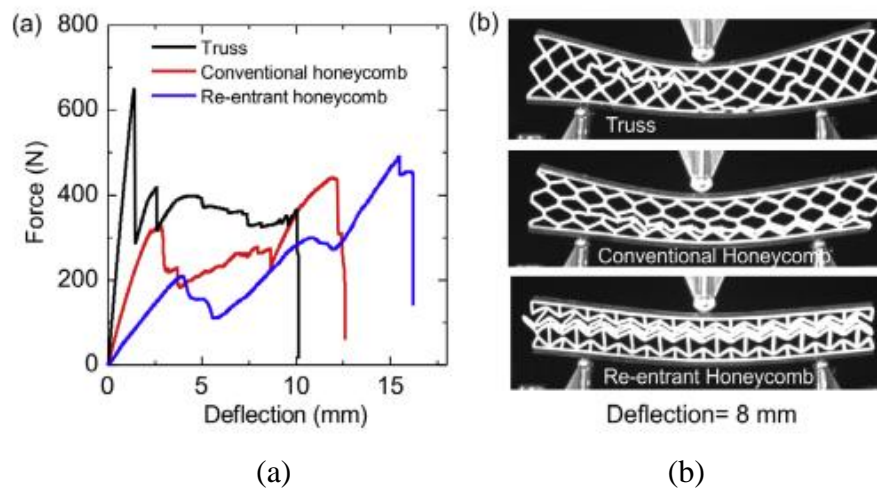 (a)
800
600
400
200
0
Force (N)
0 5 10 15
Deflection (mm)
Truss
Conventional honeycomb
Re-entrant honeycomb
(b)
Truss
Conventional Honeycomb
Re-entrant Honeycomb
Deflection= 8 mm
(a) (b)